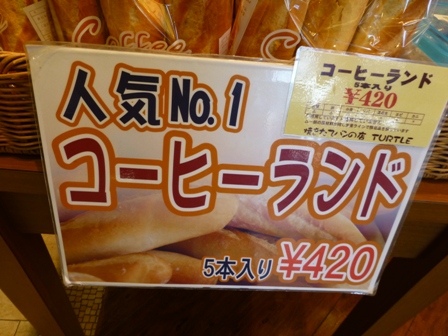 Coffee
人気No.1
コーヒーランド
5本入り ¥420
コーヒーランド
5本入り
¥420
焼きたてパンの店 TURTLE